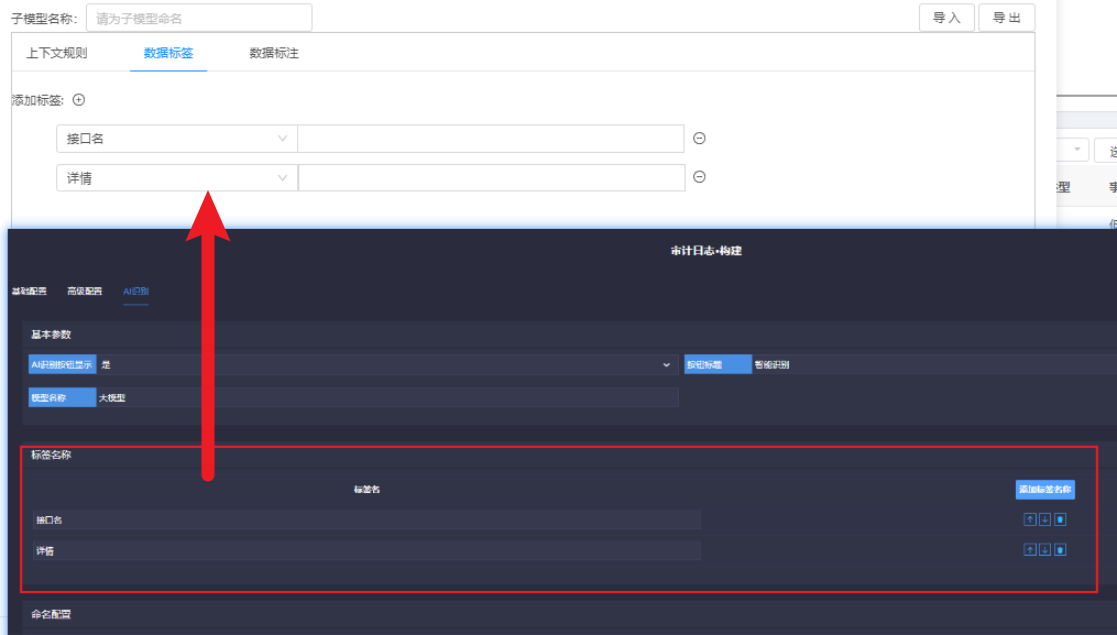 子模型名称: 请为子模型命名 导入 导出
上下文规则 数据标签 数据标注
添加标签:
接口名
详情
型
审计日志•构建
基础配置 高级配置 AI识别
基本参数
AI识别按钮显示 是 按钮标题 智能识别
模型名称 大模型
标签名称
标签名 添加标签名称
接口名
详情
命名配置